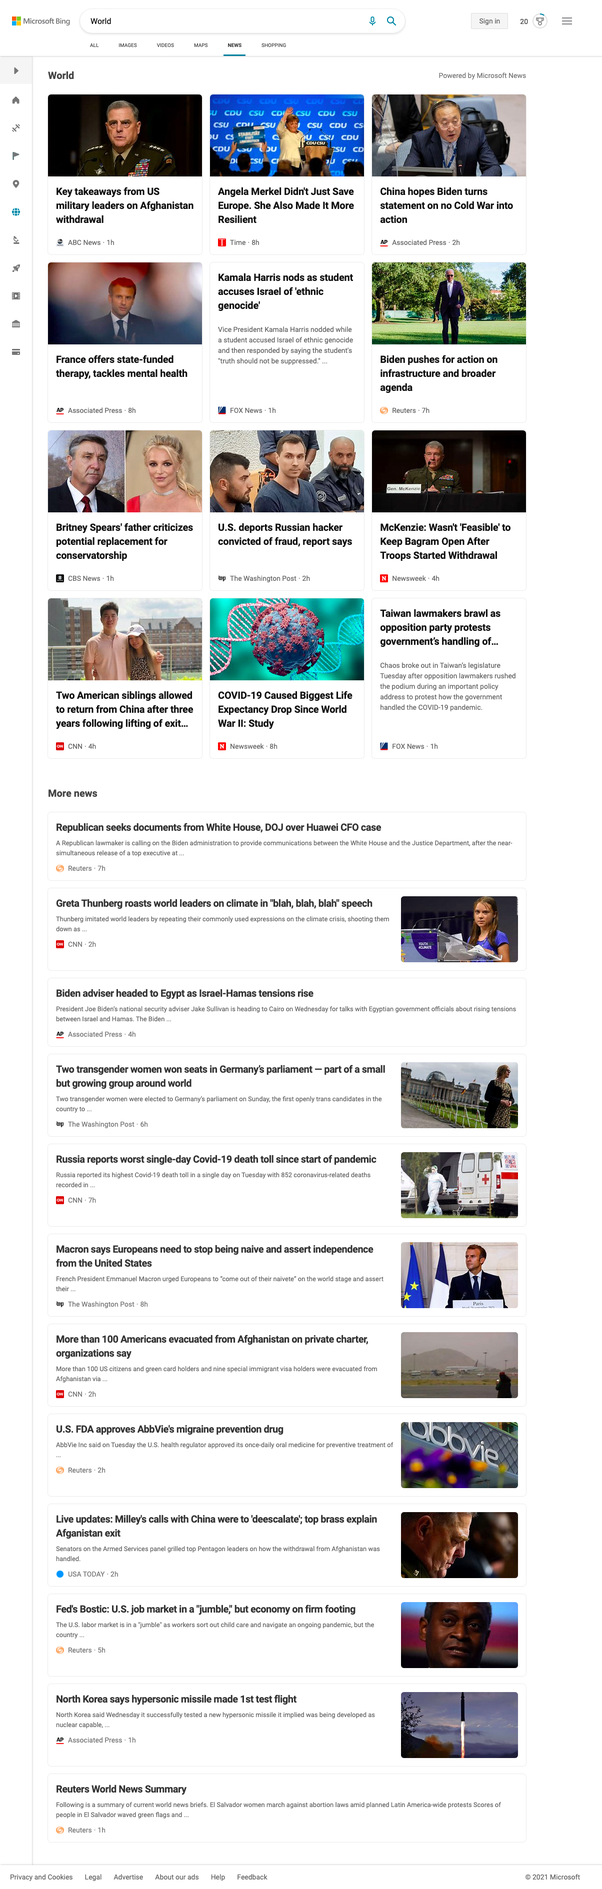 Microsoft Bing
World
Sign in
20
ALL IMAGES VIDEOS MAPS NEWS SHOPPING
World
Powered by Microsoft News
Key takeaways from US
military leaders on Afghanistan
withdrawal
ABC News · 1h
Angela Merkel Didn't Just Save
Europe. She Also Made It More
Resilient
Time · 8h
China hopes Biden turns
statement on no Cold War into
action
AP Associated Press · 2h
France offers state-funded
therapy, tackles mental health
AP Associated Press · 8h
Kamala Harris nods as student
accuses Israel of 'ethnic
genocide'
Vice President Kamala Harris nodded while
a student accused Israel of ethnic genocide
and then responded by saying the student's
"truth should not be suppressed." ...
FOX News · 1h
Biden pushes for action on
infrastructure and broader
agenda
Reuters · 7h
Britney Spears' father criticizes
potential replacement for
conservatorship
CBS News · 1h
U.S. deports Russian hacker
convicted of fraud, report says
wp The Washington Post · 2h
Gen. McKenzie
McKenzie: Wasn't 'Feasible' to
Keep Bagram Open After
Troops Started Withdrawal
N Newsweek · 4h
Two American siblings allowed
to return from China after three
years following lifting of exit...
CNN CNN · 4h
COVID-19 Caused Biggest Life
Expectancy Drop Since World
War II: Study
N Newsweek · 8h
Taiwan lawmakers brawl as
opposition party protests
government's handling of...
Chaos broke out in Taiwan's legislature
Tuesday after opposition lawmakers rushed
the podium during an important policy
address to protest how the government
handled the COVID-19 pandemic.
FOX News · 1h
More news
Republican seeks documents from White House, DOJ over Huawei CFO case
A Republican lawmaker is calling on the Biden administration to provide communications between the White House and the Justice Department, after the near-
simultaneous release of a top executive at ...
Reuters · 7h
Greta Thunberg roasts world leaders on climate in "blah, blah, blah" speech
Thunberg imitated world leaders by repeating their commonly used expressions on the climate crisis, shooting them
down as ...
CNN CNN · 2h
Biden adviser headed to Egypt as Israel-Hamas tensions rise
President Joe Biden's national security adviser Jake Sullivan is heading to Cairo on Wednesday for talks with Egyptian government officials about rising tensions
between Israel and Hamas. The Biden ...
AP Associated Press · 4h
Two transgender women won seats in Germany's parliament — part of a small
but growing group around world
Two transgender women were elected to Germany's parliament on Sunday, the first openly trans candidates in the
country to ...
wp The Washington Post · 6h
Russia reports worst single-day Covid-19 death toll since start of pandemic
Russia reported its highest Covid-19 death toll in a single day on Tuesday with 852 coronavirus-related deaths
recorded in ...
CNN CNN · 7h
Macron says Europeans need to stop being naive and assert independence
from the United States
French President Emmanuel Macron urged Europeans to "come out of their naivete" on the world stage and assert
their ...
wp The Washington Post · 8h
Paris
More than 100 Americans evacuated from Afghanistan on private charter,
organizations say
More than 100 US citizens and green card holders and nine special immigrant visa holders were evacuated from
Afghanistan via ...
CNN CNN · 2h
U.S. FDA approves AbbVie's migraine prevention drug
AbbVie Inc said on Tuesday the U.S. health regulator approved its once-daily oral medicine for preventive treatment of
...
Reuters · 2h
abbvie
Live updates: Milley's calls with China were to 'deescalate'; top brass explain
Afganistan exit
Senators on the Armed Services panel grilled top Pentagon leaders on how the withdrawal from Afghanistan was
handled.
USA TODAY · 2h
Fed's Bostic: U.S. job market in a "jumble," but economy on firm footing
The U.S. labor market is in a "jumble" as workers sort out child care and navigate an ongoing pandemic, but the
country ...
Reuters · 5h
North Korea says hypersonic missile made 1st test flight
North Korea said Wednesday it successfully tested a new hypersonic missile it implied was being developed as
nuclear capable, ...
AP Associated Press · 1h
Reuters World News Summary
Following is a summary of current world news briefs. El Salvador women march against abortion laws amid planned Latin America-wide protests Scores of
people in El Salvador waved green flags and ...
Reuters · 1h
Privacy and Cookies Legal Advertise About our ads Help Feedback
© 2021 Microsoft